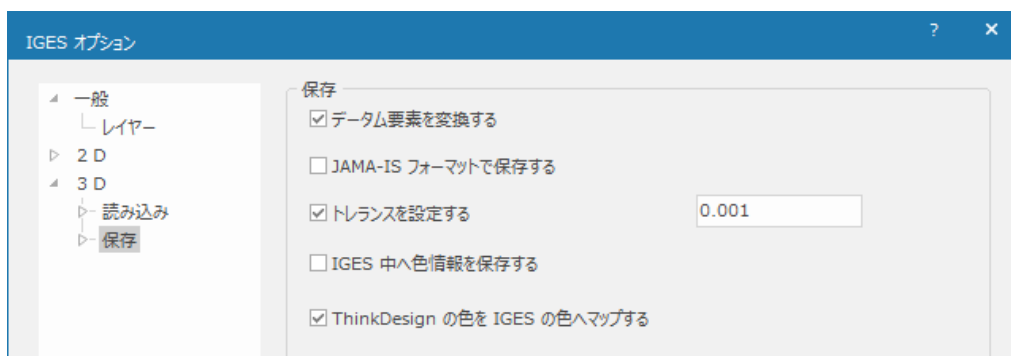 IGES オプション
? ×
一般
レイヤー
2 D
3 D
読み込み
保存
保存
データム要素を変換する
JAMA-IS フォーマットで保存する
トレランスを設定する 0.001
IGES 中へ色情報を保存する
ThinkDesign の色を IGES の色へマップする